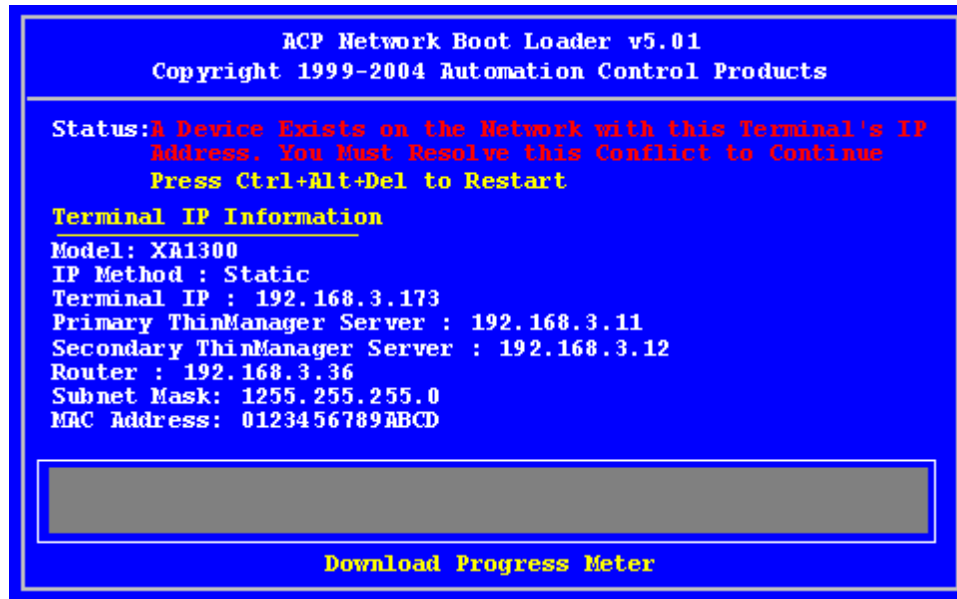 ACP Network Boot Loader v5.01
Copyright 1999-2004 Automation Control Products
Status:A Device Exists on the Network with this Terminal's IP
Address. You Must Resolve this Conflict to Continue
Press Ctrl+Alt+Del to Restart
Terminal IP Information
Model: XA1300
IP Method : Static
Terminal IP : 192.168.3.173
Primary ThinManager Server : 192.168.3.11
Secondary ThinManager Server : 192.168.3.12
Router : 192.168.3.36
Subnet Mask: 1255.255.255.0
MAC Address: 0123456789ABCD
Download Progress Meter